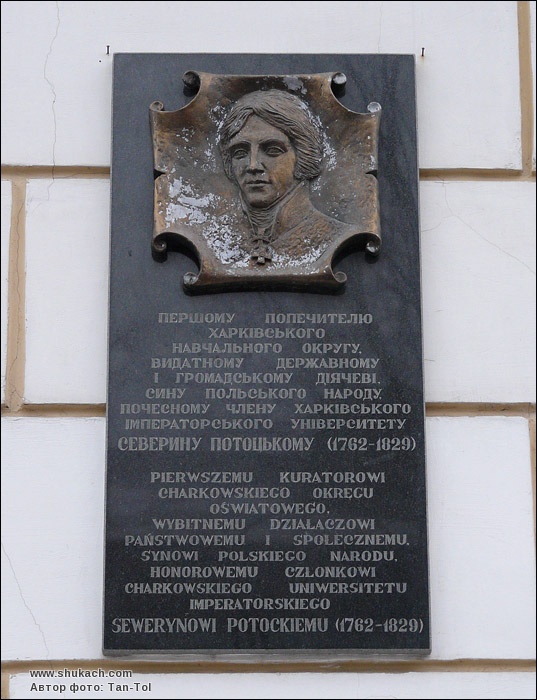 ПЕРШОМУ ПОПЕЧИТЕЛЮ
ХАРКІВСЬКОГО
НАВЧАЛЬНОГО ОКРУГУ,
ВИДАТНОМУ ДЕРЖАВНОМУ
І ГРОМАДСЬКОМУ ДІЯЧЕВІ,
СИНУ ПОЛЬСЬКОГО НАРОДУ,
ПОЧЕСНОМУ ЧЛЕНУ ХАРКІВСЬКОГО
ІМПЕРАТОРСЬКОГО УНІВЕРСИТЕТУ
СЕВЕРИНУ ПОТОЦЬКОМУ (1762-1829)
PIERWSZEMU KURATOROWI
CHARKOWSKIEGO OKREGU
OŚWIATOWEGO,
WYBITNEMU DZIAŁACZOWI
PAŃSTWOWEMU I SPOŁECZNEMU,
SYNOWI POLSKIEGO NARODU,
HONOROWEMU CZŁONKOWI
CHARKOWSKIEGO UNIWERSITETU
IMPERATORSKIEGO
SEWERYNOWI POTOCKIEMU (1762-1829)
www.shukach.com
Автор фото: Tan-Tol